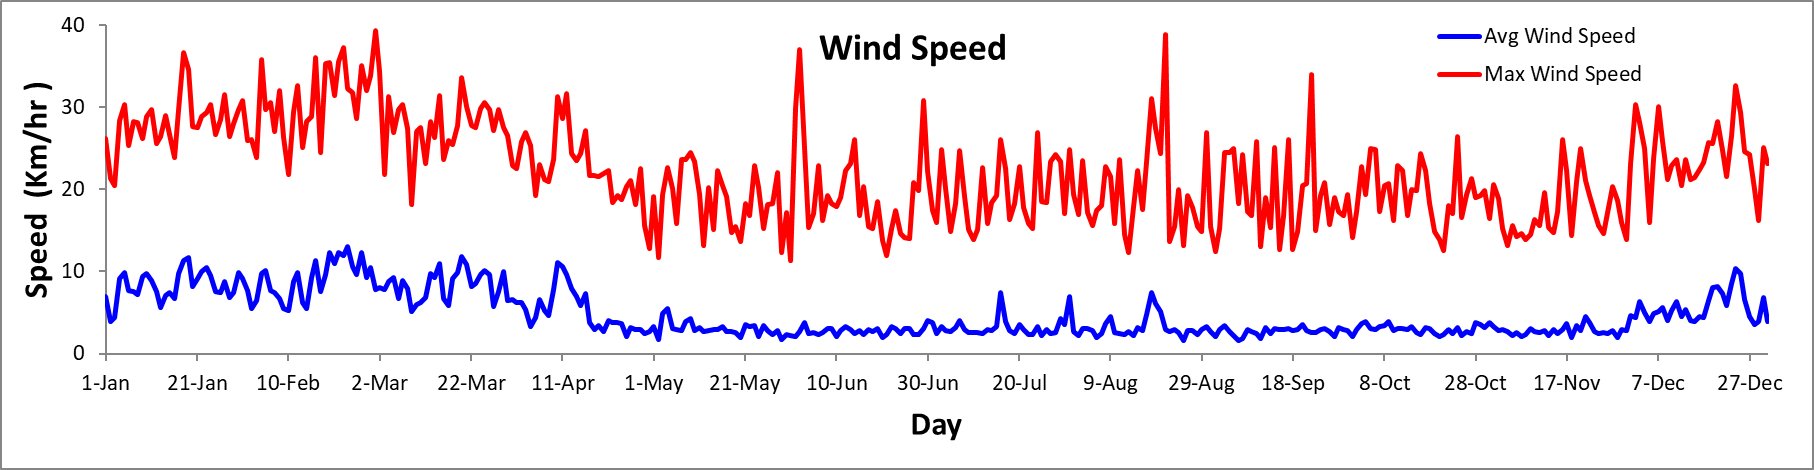 Wind Speed
Avg Wind Speed
Max Wind Speed
Speed (Km/hr )
40
30
20
10
0
1-Jan 21-Jan 10-Feb 2-Mar 22-Mar 11-Apr 1-May 21-May 10-Jun 30-Jun 20-Jul 9-Aug 29-Aug 18-Sep 8-Oct 28-Oct 17-Nov 7-Dec 27-Dec
Day